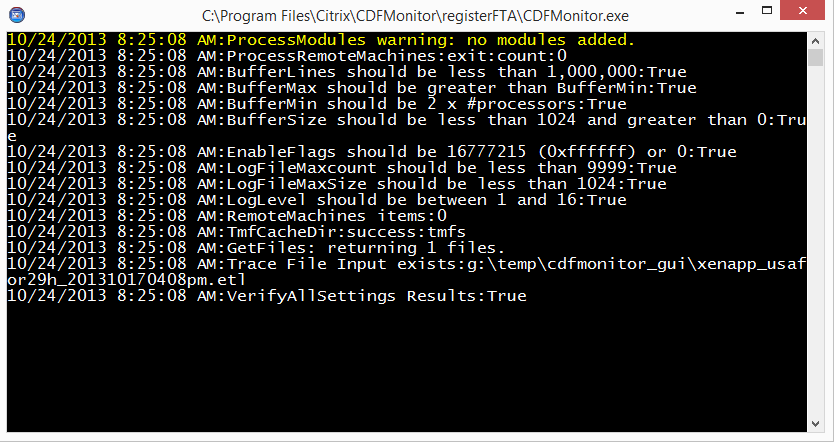 C:\Program Files\Citrix\CDFMonitor\registerFTA\CDFMonitor.exe
10/24/2013 8:25:08 AM:ProcessModules warning: no modules added.
10/24/2013 8:25:08 AM:ProcessRemoteMachines:exit:count:0
10/24/2013 8:25:08 AM:BufferLines should be less than 1,000,000:True
10/24/2013 8:25:08 AM:BufferMax should be greater than BufferMin:True
10/24/2013 8:25:08 AM:BufferMin should be 2 x #processors:True
10/24/2013 8:25:08 AM:BufferSize should be less than 1024 and greater than 0:Tru
e
10/24/2013 8:25:08 AM:EnableFlags should be 16777215 (0xffffff) or 0:True
10/24/2013 8:25:08 AM:LogFileMaxcount should be less than 9999:True
10/24/2013 8:25:08 AM:LogFileMaxSize should be less than 1024:True
10/24/2013 8:25:08 AM:LogLevel should be between 1 and 16:True
10/24/2013 8:25:08 AM:RemoteMachines items:0
10/24/2013 8:25:08 AM:TmfCacheDir:success:tmfs
10/24/2013 8:25:08 AM:GetFiles: returning 1 files.
10/24/2013 8:25:08 AM:Trace File Input exists:g:\temp\cdfmonitor_gui\xenapp_usaf
or29h_201310170408pm.etl
10/24/2013 8:25:08 AM:VerifyAllSettings Results:True